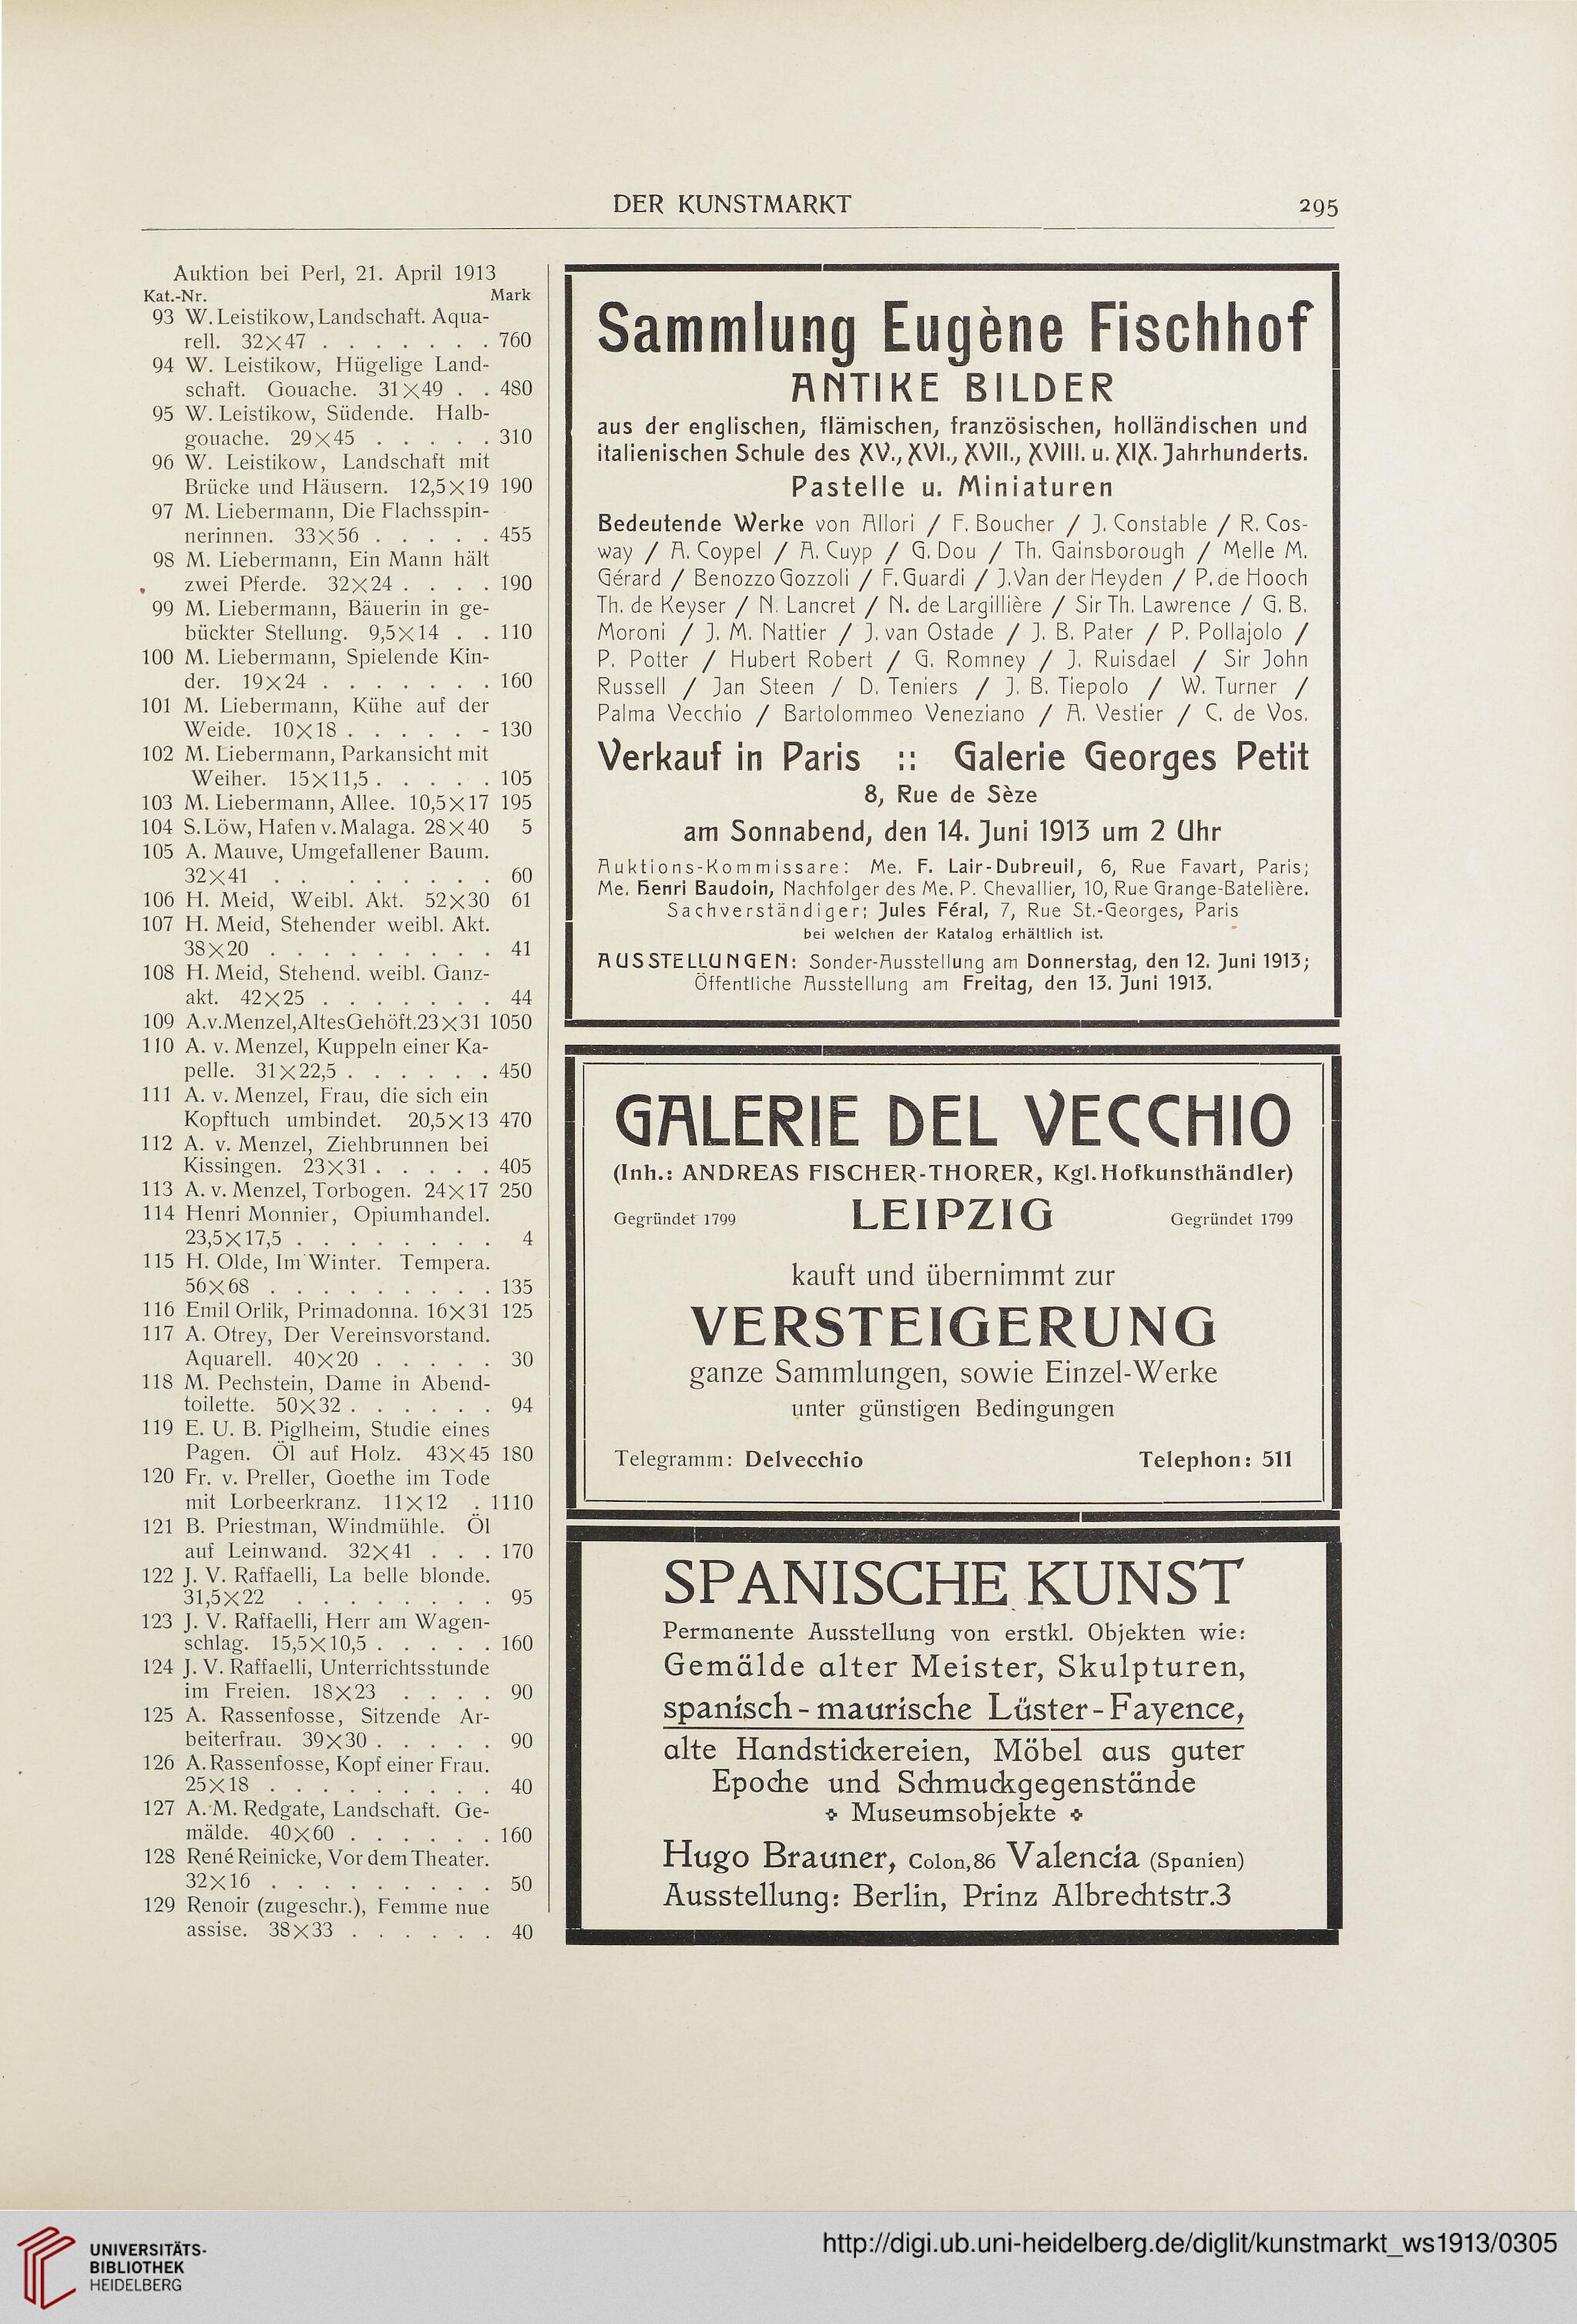 DER KUNSTMARKT
295
Auktion bei Perl, 21. April 1913
Kat.-Nr. Mark
93 W. Leistikow, Landschaft. Aqua-
rell. 32×47 . . . . . . . 760
94 W. Leistikow, Hügelige Land-
schaft. Gouache. 31×49 . . 480
95 W. Leistikow, Südende. Halb-
gouache. 29×45 . . . . . 310
96 W. Leistikow, Landschaft mit
Brücke und Häusern. 12,5×19 190
97 M. Liebermann, Die Flachsspin-
nerinnen. 33×56 . . . . . 455
98 M. Liebermann, Ein Mann hält
zwei Pferde. 32×24 . . . . 190
99 M. Liebermann, Bäuerin in ge-
bückter Stellung. 9,5×14 . . 110
100 M. Liebermann, Spielende Kin-
der. 19×24 . . . . . . . 160
101 M. Liebermann, Kühe auf der
Weide. 10×18 . . . . . - 130
102 M. Liebermann, Parkansicht mit
Weiher. 15×11,5 . . . . . 105
103 M. Liebermann, Allee. 10,5×17 195
104 S. Löw, Hafen v. Malaga. 28×40 5
105 A. Mauve, Umgefallener Baum.
32×41 . . . . . . . . 60
106 H. Meid, Weibl. Akt. 52×30 61
107 H. Meid, Stehender weibl. Akt.
38×20 . . . . . . . . . 41
108 H. Meid, Stehend. weibl. Ganz-
akt. 42×25 . . . . . . . 44
109 A.v.Menzel,AltesGehöft.23×31 1050
110 A. v. Menzel, Kuppeln einer Ka-
pelle. 31×22,5 . . . . . . 450
111 A. v. Menzel, Frau, die sich ein
Kopftuch umbindet. 20,5×13 470
112 A. v. Menzel, Ziehbrunnen bei
Kissingen. 23×31 . . . . . 405
113 A. v. Menzel, Torbogen. 24×17 250
114 Henri Monnier, Opiumhandel.
23,5×17,5 . . . . . . . . 4
115 H. Olde, Im Winter. Tempera.
56×68 . . . . . . . . . 135
116 Emil Orlik, Primadonna. 16×31 125
117 A. Otrey, Der Vereinsvorstand.
Aquarell. 40×20 . . . . . 30
118 M. Pechstein, Dame in Abend-
toilette. 50×32 . . . . . . 94
119 E. U. B. Piglheim, Studie eines
Pagen. Öl auf Holz. 43×45 180
120 Fr. v. Preller, Goethe im Tode
mit Lorbeerkranz. 11×12 . 1110
121 B. Priestman, Windmühle. Öl
auf Leinwand. 32×41 . . . 170
122 J. V. Raffaelli, La belle blonde.
31,5×22 . . . . . . . . 95
123 J. V. Raffaelli, Herr am Wagen-
schlag. 15,5×10,5 . . . . . 160
124 J. V. Raffaelli, Unterrichtsstunde
im Freien. 18×23 . . . . 90
125 A. Rassenfosse, Sitzende Ar-
beiterfrau. 39×30 . . . . . 90
126 A. Rassenfosse, Kopf einer Frau.
25×18 . . . . . . . . . 40
127 A. M. Redgate, Landschaft. Ge-
mälde. 40×60 . . . . . . 160
128 René Reinicke, Vor dem Theater.
32×16 . . . . . . . . . 50
129 Renoir (zugeschr.), Femme nue
assise. 38×33 . . . . . . 40
Sammlung Eugène Fischhof
ANTIKE BILDER
aus der englischen, flämischen, französischen, holländischen und
italienischen Schule des XV., XVI., XVII., XVIII. u. XIX. Jahrhunderts.
Pastelle u. Miniaturen
Bedeutende Werke von Allori / F. Boucher / J. Constable / R. Cos-
way / A. Coypel / A. Cuyp / G. Dou / Th. Gainsborough / Melle M.
Gérard / Benozzo Gozzoli / F. Guardi / J. Van der Heyden / P. de Hooch
Th. de Keyser / N. Lancret / N. de Largillière / Sir Th. Lawrence / G. B.
Moroni / J. M. Nattier / J. van Ostade / J. B. Pater / P. Pollajolo /
P. Potter / Hubert Robert / G. Romney / J. Ruisdael / Sir John
Russell / Jan Steen / D. Teniers / J. B. Tiepolo / W. Turner /
Palma Vecchio / Bartolommeo Veneziano / A. Vestier / C. de Vos.
Verkauf in Paris :: Galerie Georges Petit
8, Rue de Sèze
am Sonnabend, den 14. Juni 1913 um 2 Uhr
Auktions-Kommissare: Me. F. Lair-Dubreuil, 6, Rue Favart, Paris;
Me. Henri Baudoin, Nachfolger des Me. P. Chevallier, 10, Rue Grange-Batelière.
Sachverständiger; Jules Féral, 7, Rue St.-Georges, Paris
bei welchen der Katalog erhältlich ist.
AUSSTELLUNGEN: Sonder-Ausstellung am Donnerstag, den 12. Juni 1913;
Öffentliche Ausstellung am Freitag, den 13. Juni 1913.
GALERIE DEL VECCHIO
(Inh.: ANDREAS FISCHER-THORER, Kgl. Hofkunsthändler)
Gegründet 1799 LEIPZIG Gegründet 1799
kauft und übernimmt zur
VERSTEIGERUNG
ganze Sammlungen, sowie Einzel-Werke
unter günstigen Bedingungen
Telegramm: Delvecchio Telephon: 511
SPANISCHE KUNST
Permanente Ausstellung von erstkl. Objekten wie:
Gemälde alter Meister, Skulpturen,
spanisch-maurische Lüster-Fayence,
alte Handstickereien, Möbel aus guter
Epoche und Schmuckgegenstände
Museumsobjekte
Hugo Brauner, Colon, 86 Valencia (Spanien)
Ausstellung: Berlin, Prinz Albrechtstr.3
UNIVERSITÄTS-
BIBLIOTHEK
HEIDELBERG
http://digi.ub.uni-heidelberg.de/diglit/kunstmarkt_ws1913/0305